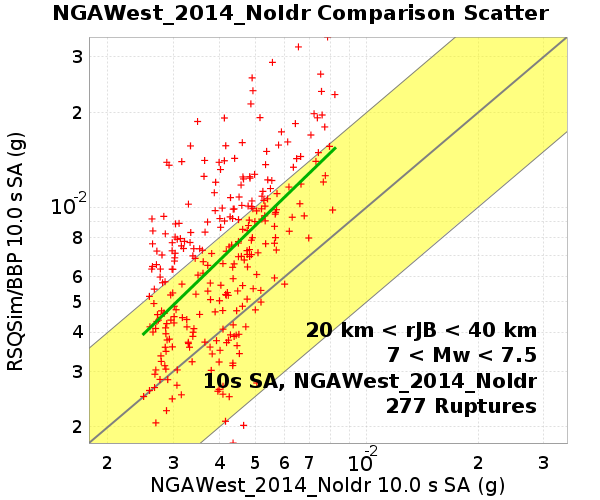 NGAWest_2014_NoIdr Comparison Scatter
RSQSim/BBP 10.0 s SA (g)
3
2
10-2
8
6
5
4
3
2
20 km < rJB < 40 km
7 < Mw < 7.5
10s SA, NGAWest_2014_NoIdr
277 Ruptures
2 3 4 5 6 7 10-2 2 3
NGAWest_2014_NoIdr 10.0 s SA (g)